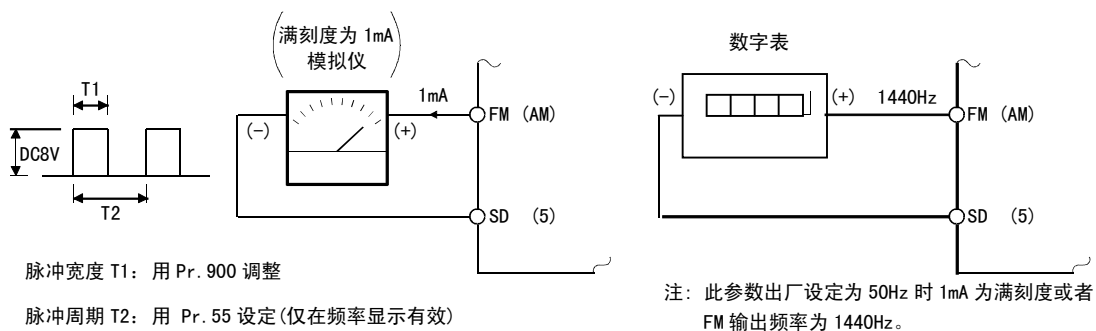 满刻度为 1mA
模拟仪
数字表
T1
1mA
(-)
(+)
FM (AM)
DC8V
T2
SD (5)
(-)
(+)
1440Hz
FM (AM)
SD (5)
脉冲宽度 T1: 用 Pr.900 调整
脉冲周期 T2: 用 Pr.55 设定(仅在频率显示有效)
注: 此参数出厂设定为 50Hz 时 1mA 为满刻度或者
FM 输出频率为 1440Hz。